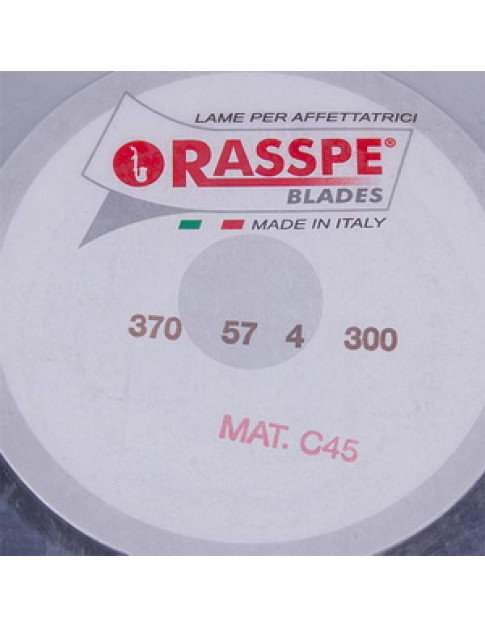 LAME PER AFFETTATRICI
RASSPE®
BLADES
MADE IN ITALY
370 57 4 300
MAT. C45